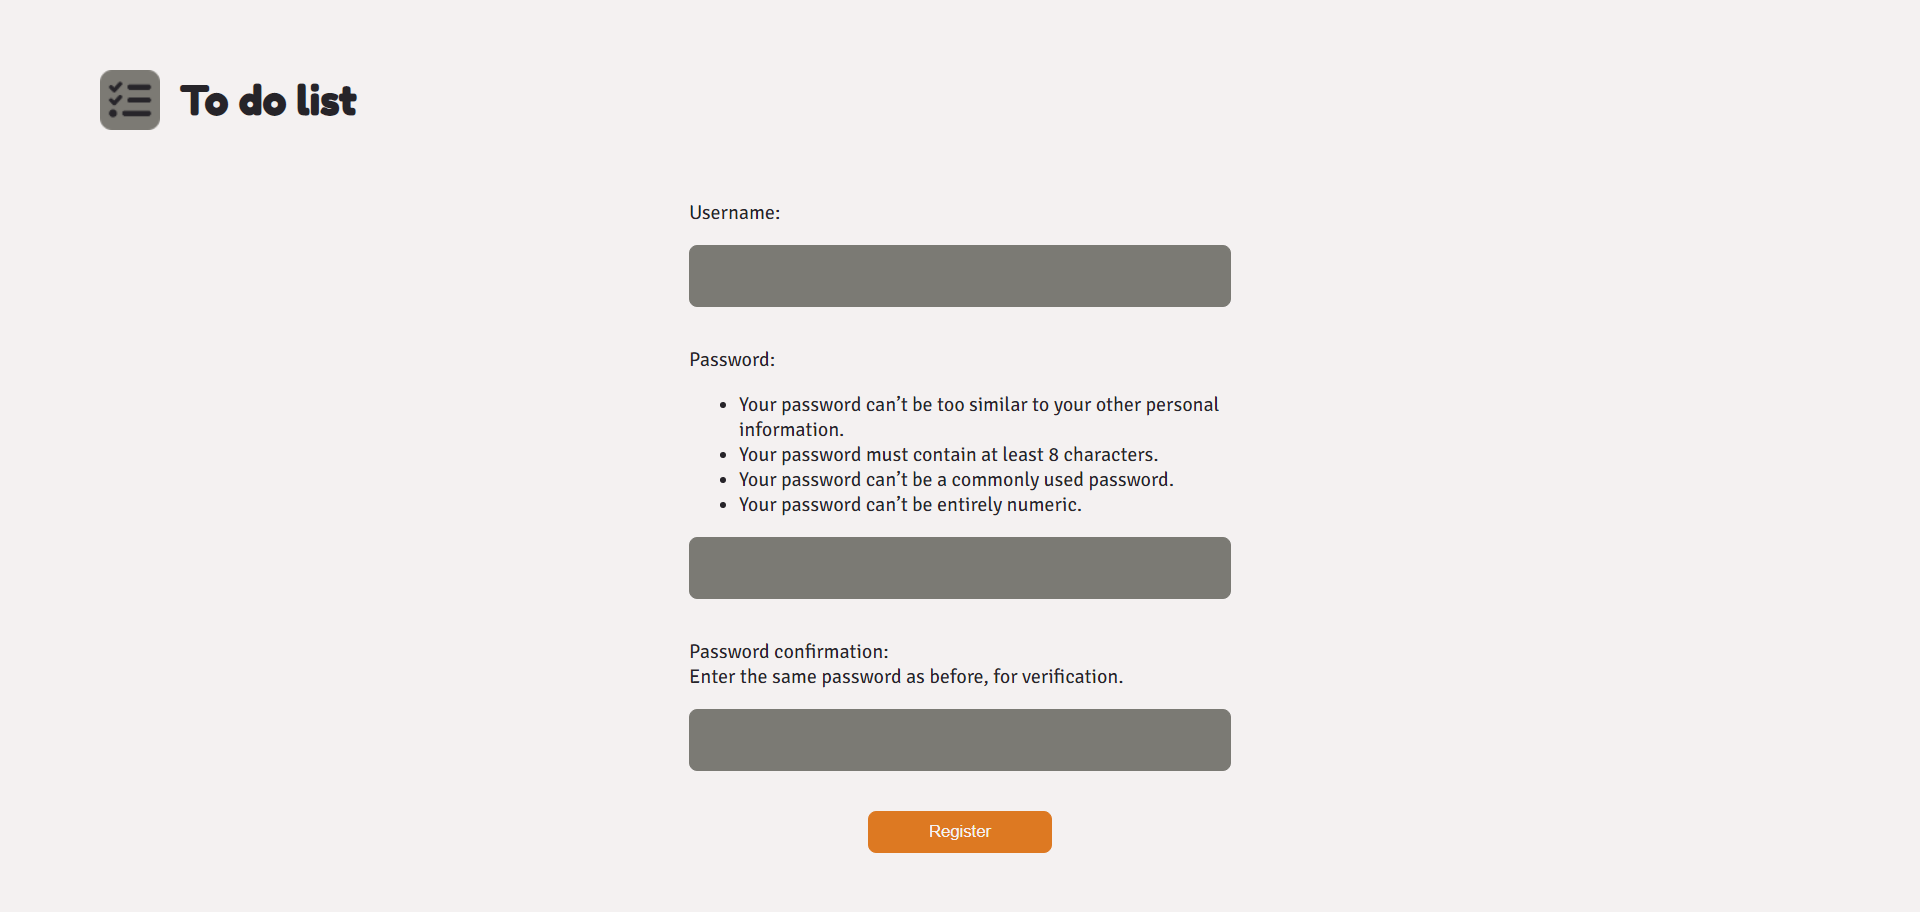 To do list
Username:
Password:
Your password can’t be too similar to your other personal
information.
Your password must contain at least 8 characters.
Your password can’t be a commonly used password.
Your password can’t be entirely numeric.
Password confirmation:
Enter the same password as before, for verification.
Register